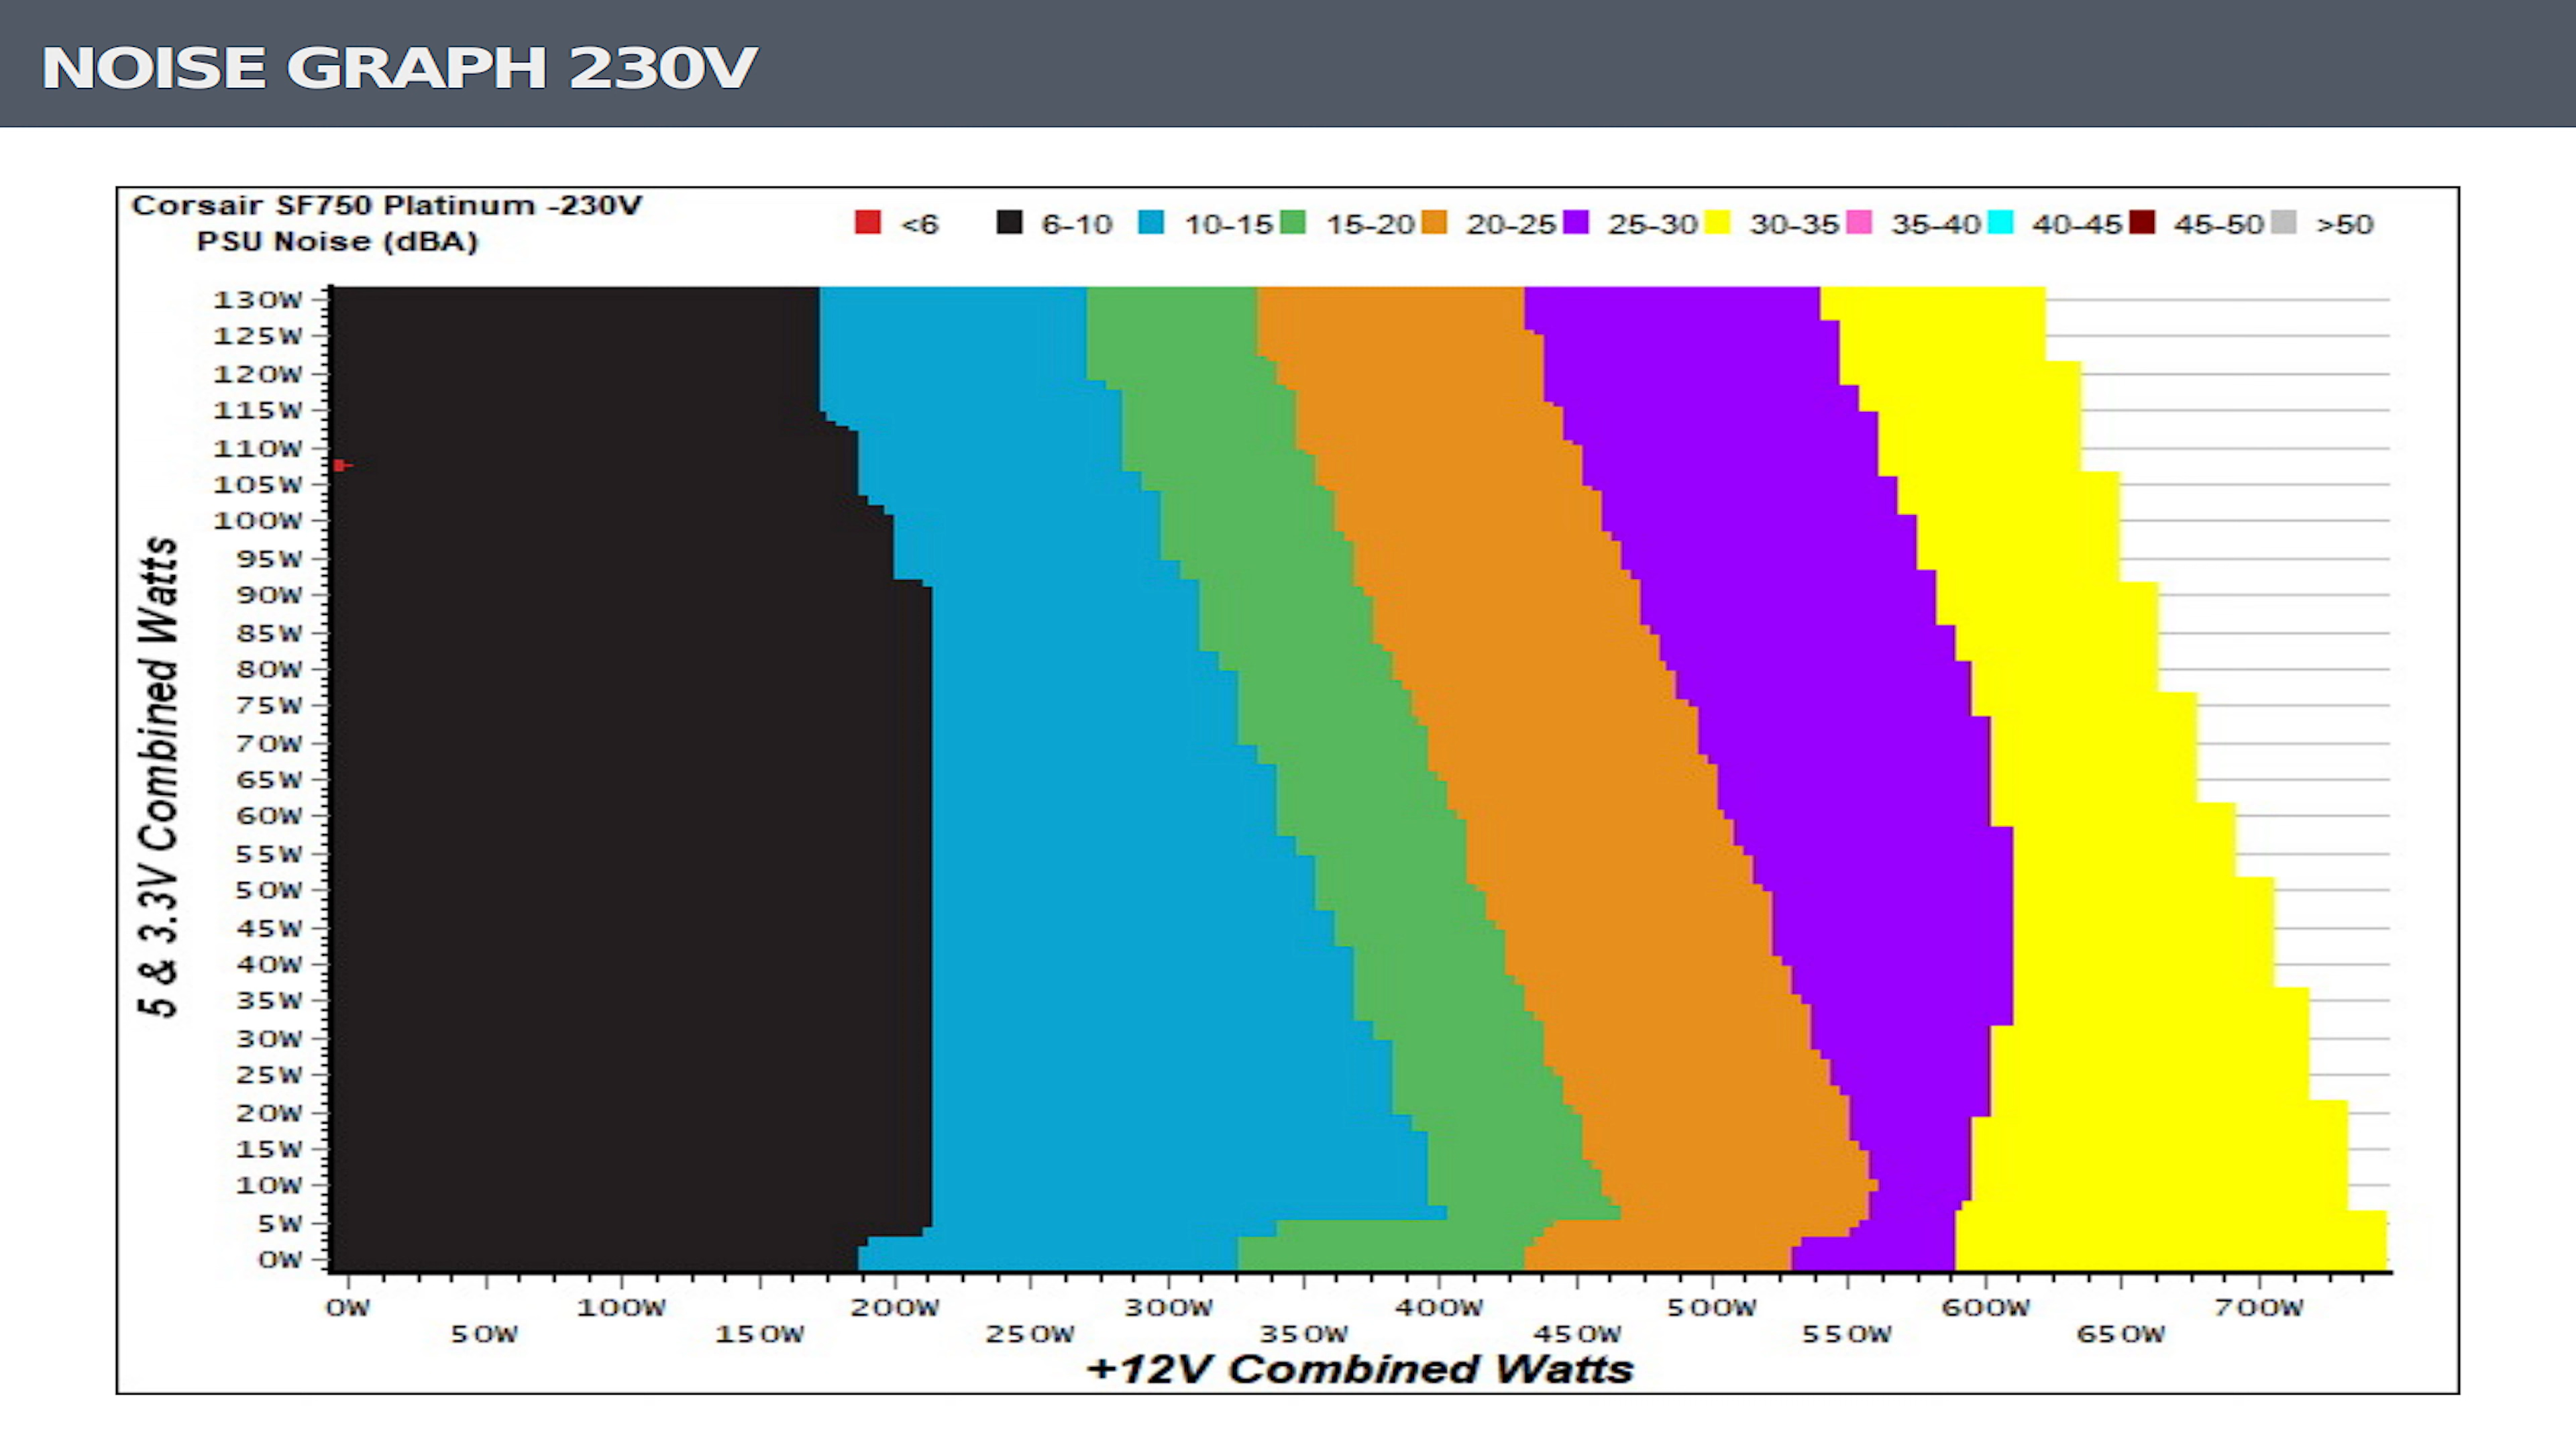 NOISE GRAPH 230V
Corsair SF750 Platinum -230V
PSU Noise (dBA)
<6 6-10 10-15 15-20 20-25 25-30 30-35 35-40 40-45 45-50 >50
130W
125W
120W
115W
110W
105W
100W
95W
90W
85W
80W
75W
70W
65W
60W
55W
50W
45W
40W
35W
30W
25W
20W
15W
10W
5W
0W
5 & 3.3V Combined Watts
0W 100W 200W 300W 400W 500W 600W 700W
50W 150W 250W 350W 450W 550W 650W
+12V Combined Watts